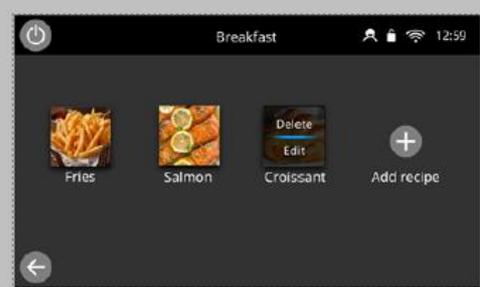 Breakfast
12:59
Delete
Edit
Fries
Salmon
Croissant
Add recipe